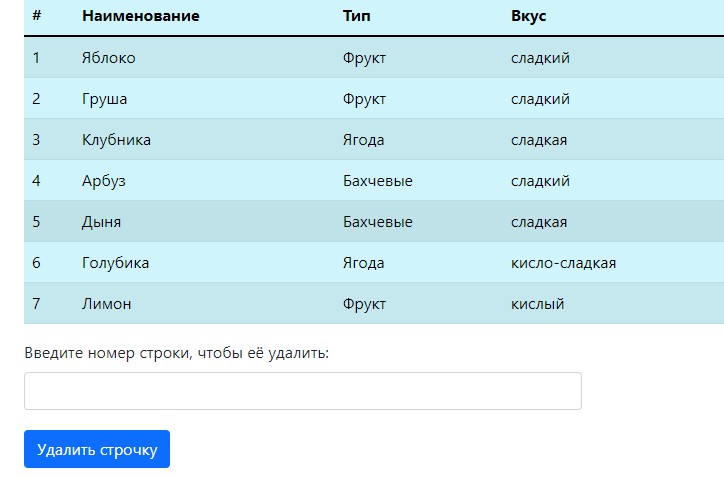 # Наименование Тип Вкус
1 Яблоко Фрукт сладкий
2 Груша Фрукт сладкий
3 Клубника Ягода сладкая
4 Арбуз Бахчевые сладкий
5 Дыня Бахчевые сладкая
6 Голубика Ягода кисло-сладкая
7 Лимон Фрукт кислый
Введите номер строки, чтобы её удалить:
Удалить строчку